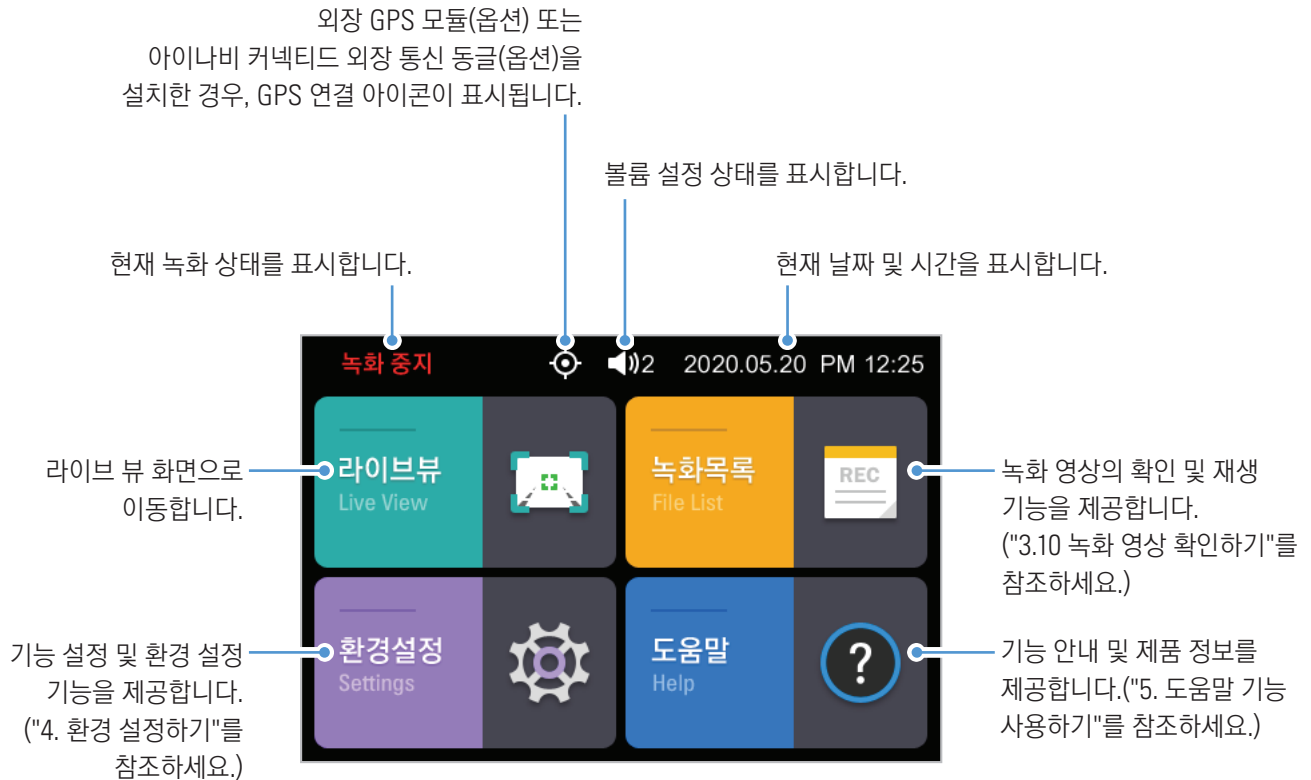 외장 GPS 모듈(옵션) 또는
아이나비 커넥티드 외장 통신 동글(옵션)을
설치한 경우, GPS 연결 아이콘이 표시됩니다.
볼륨 설정 상태를 표시합니다.
현재 녹화 상태를 표시합니다.
현재 날짜 및 시간을 표시합니다.
녹화 중지 2 2020.05.20 PM 12:25
라이브 뷰 화면으로
이동합니다.
라이브뷰
Live View
녹화목록
File List
REC
녹화 영상의 확인 및 재생
기능을 제공합니다.
("3.10 녹화 영상 확인하기"를
참조하세요.)
기능 설정 및 환경 설정
기능을 제공합니다.
("4. 환경 설정하기"를
참조하세요.)
환경설정
Settings
도움말
Help
?
기능 안내 및 제품 정보를
제공합니다.("5. 도움말 기능
사용하기"를 참조하세요.)